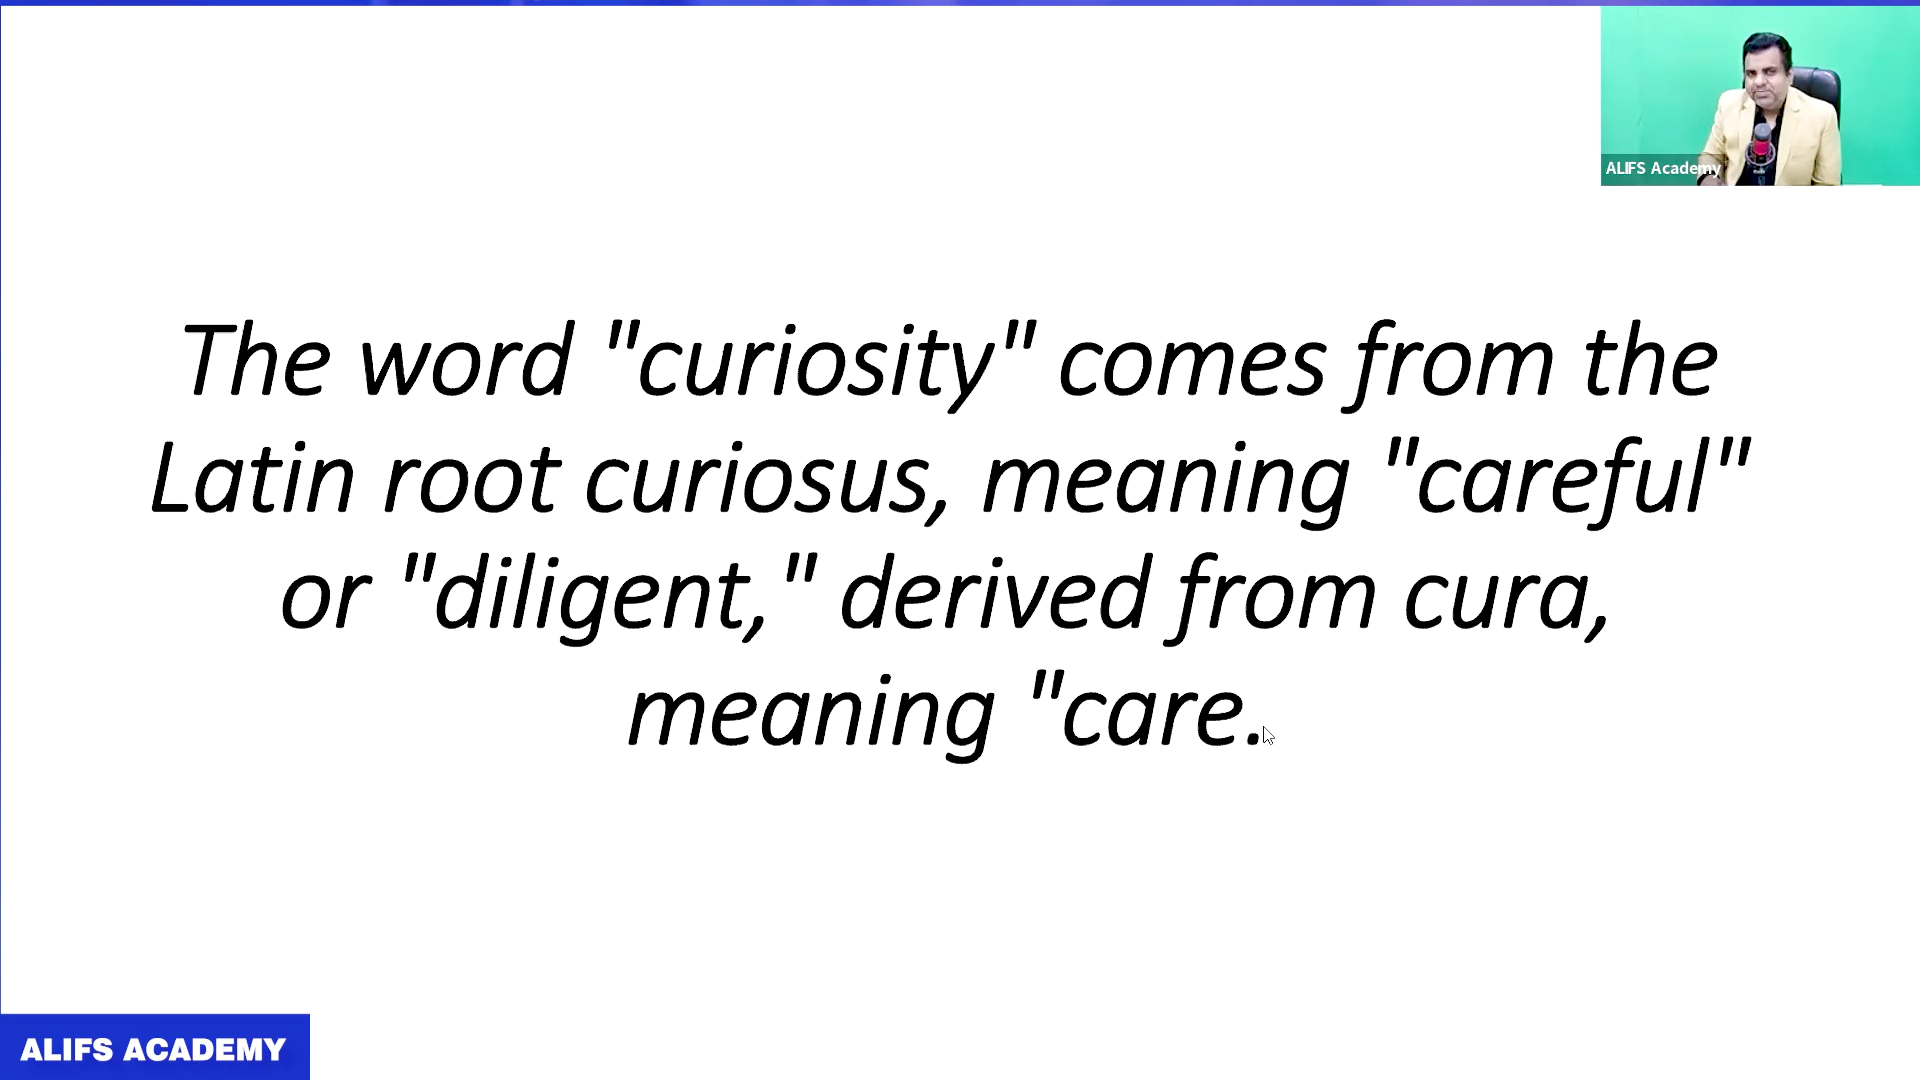 ALIFS Academy
The word "curiosity" comes from the
Latin root curiosus, meaning "careful"
or "diligent," derived from cura,
meaning "care.
ALIFS ACADEMY